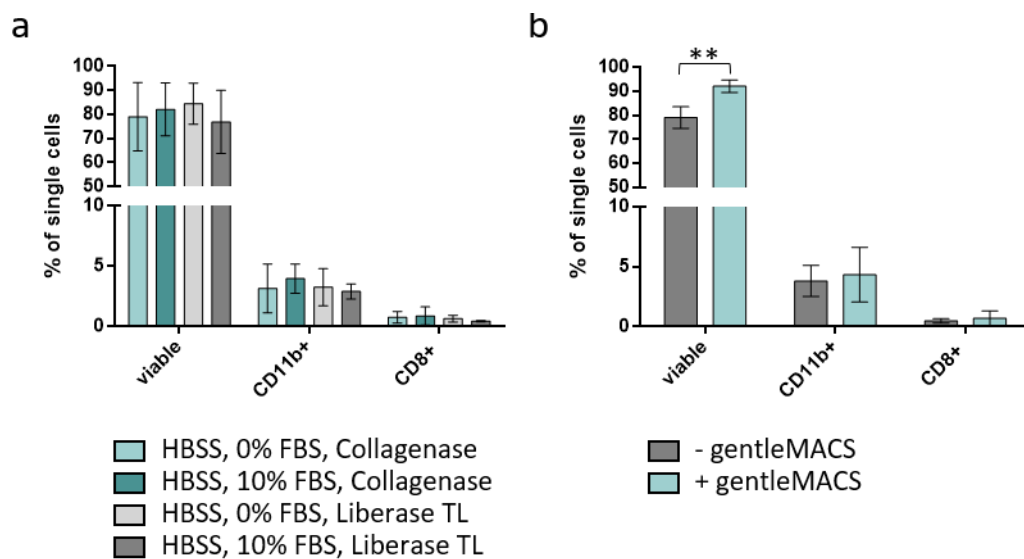 a
% of single cells
100
90
80
70
60
50
10
5
0
viable
CD11b+
CD8+
HBSS, 0% FBS, Collagenase
HBSS, 10% FBS, Collagenase
HBSS, 0% FBS, Liberase TL
HBSS, 10% FBS, Liberase TL
b
**
% of single cells
100
90
80
70
60
50
10
5
0
viable
CD11b+
CD8+
- gentleMACS
+ gentleMACS